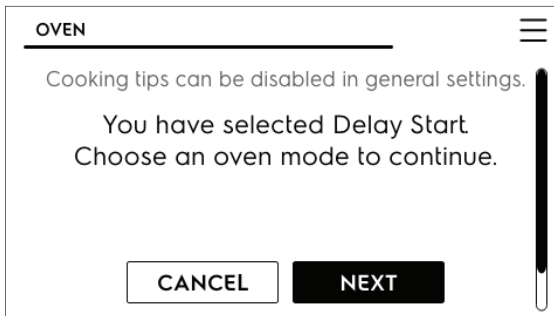 OVEN
Cooking tips can be disabled in general settings.
You have selected Delay Start.
Choose an oven mode to continue.
CANCEL NEXT